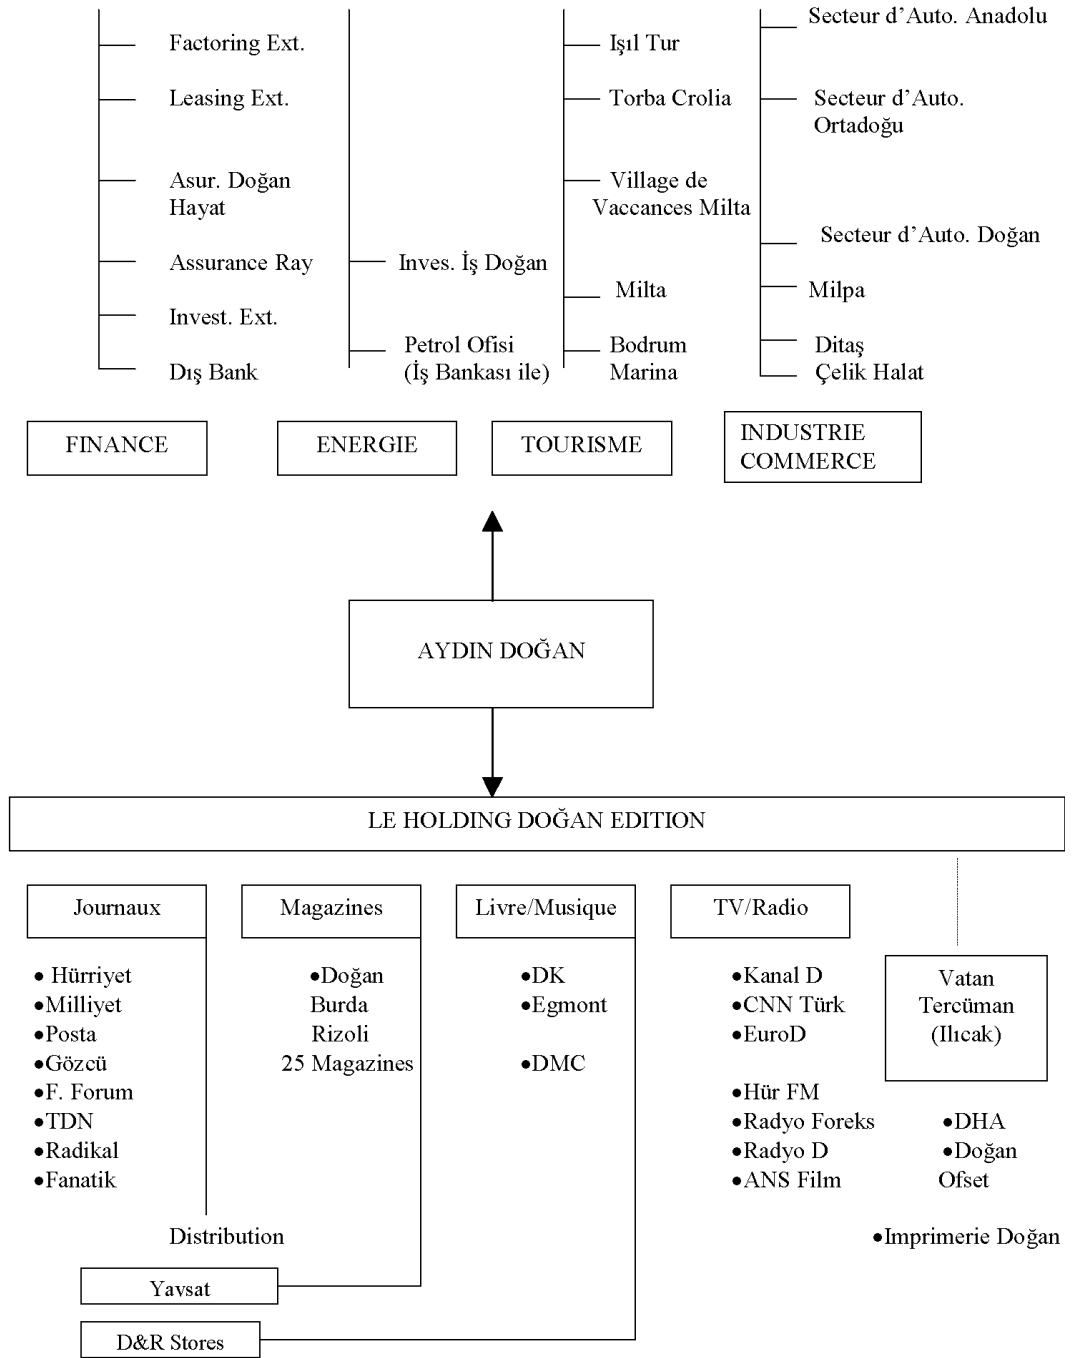 Factoring Ext.
Leasing Ext.
Asur. Doğan
Hayat
Assurance Ray
Invest. Ext.
Dış Bank
Inves. İş Doğan
Petrol Ofisi
(İş Bankası ile)
Işıl Tur
Torba Crolia
Village de
Vaccances Milta
Milta
Bodrum
Marina
Secteur d’Auto. Anadolu
Secteur d’Auto.
Ortadoğu
Secteur d’Auto. Doğan
Milpa
Ditaş
Çelik Halat
FINANCE
ENERGIE
TOURISME
INDUSTRIE
COMMERCE
AYDIN DOĞAN
LE HOLDING DOĞAN EDITION
Journaux
• Hürriyet
•Milliyet
•Posta
•Gözcü
•F. Forum
•TDN
•Radikal
•Fanatik
Distribution
Magazines
•Doğan
Burda
Rizoli
25 Magazines
Livre/Musique
•DK
•Egmont
•DMC
TV/Radio
•Kanal D
•CNN Türk
•EuroD
•Hür FM
•Radyo Foreks
•Radyo D
•ANS Film
Vatan
Tercüman
(Ilıcak)
•DHA
•Doğan
Ofset
•Imprimerie Doğan
Yavsat
D&R Stores